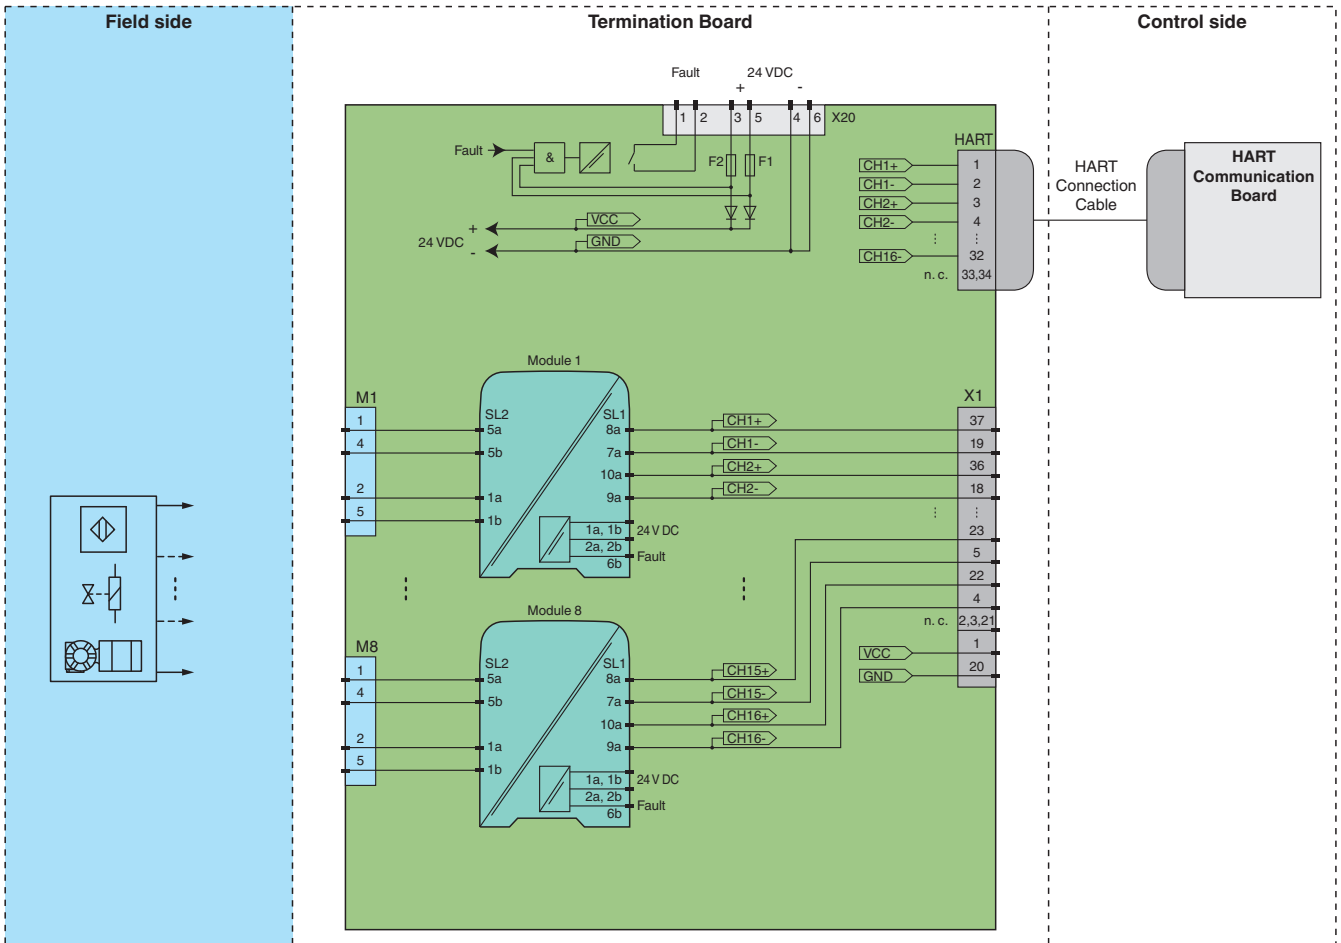 Field side
Termination Board
Control side
Fault
24 VDC
+
-
1
2
3
5
4
6
X20
Fault
&
F2
F1
VCC
GND
+
24 VDC
-
HART
CH1+
1
CH1-
2
CH2+
3
CH2-
4
⋮
⋮
CH16-
32
n. c.
33,34
HART
Connection
Cable
HART
Communication
Board
Module 1
M1
1
4
2
5
SL2
5a
5b
1a
1b
SL1
8a
7a
10a
9a
1a, 1b
24 V DC
2a, 2b
Fault
6b
CH1+
CH1-
CH2+
CH2-
X1
37
19
36
18
⋮
⋮
23
5
22
4
n. c.
2,3,21
VCC
1
GND
20
Module 8
M8
1
4
2
5
SL2
5a
5b
1a
1b
SL1
8a
7a
10a
9a
1a, 1b
24 V DC
2a, 2b
Fault
6b
CH15+
CH15-
CH16+
CH16-